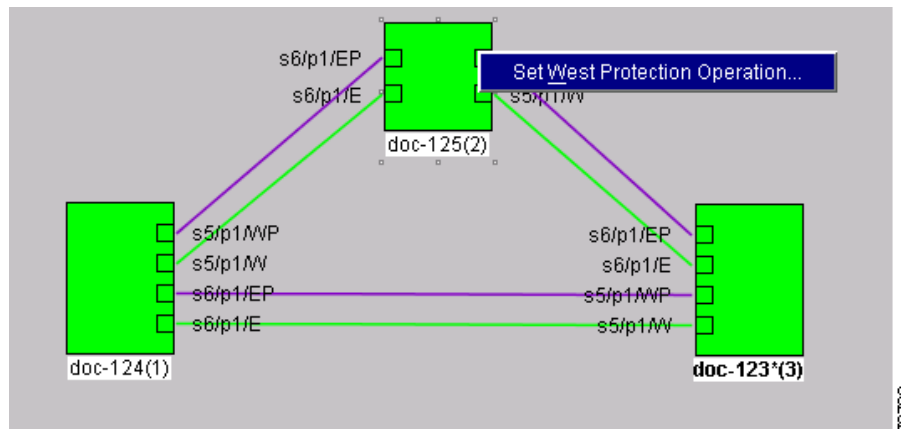 s6/p1/EP
Set West Protection Operation...
s6/p1/E
s5/p1/W
doc-125(2)
s5/p1/WP
s6/p1/EP
s5/p1/W
s6/p1/E
s6/p1/EP
s5/p1/WP
s6/p1/E
s5/p1/W
doc-124(1)
doc-123*(3)